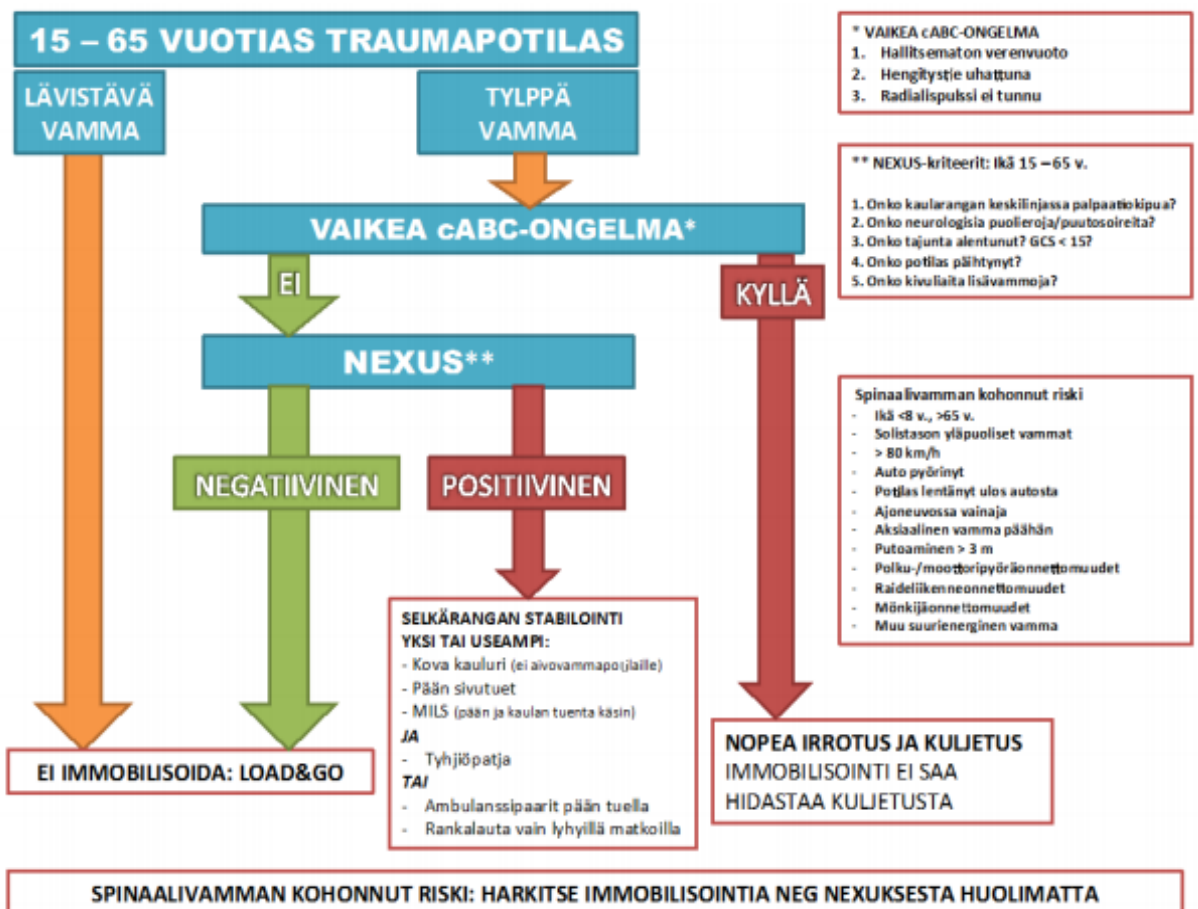 15 – 65 VUOTIAS TRAUMAPOTILAS
LÄVISTÄVÄ
VAMMA
TYLPPÄ
VAMMA
VAIKEA cABC-ONGELMA*
EI
KYLLÄ
NEXUS**
NEGATIIVINEN
POSITIIVINEN
EI IMMOBILISOIDA: LOAD&GO
SELKÄRANGAN STABILOINTI
YKSI TAI USEAMPI:
- Kova kauluri (ei aivovammapotilaille)
- Pään sivutuet
- MILS (pään ja kaulan tuenta käsin)
JA
- Tyhjiöpatja
TAI
- Ambulanssipaarit pään tuella
- Rankalauta vain lyhyillä matkoilla
NOPEA IRROTUS JA KULJETUS
IMMOBILISOINTI EI SAA
HIDASTAA KULJETUSTA
* VAIKEA cABC-ONGELMA
1. Hallitsematon verenvuoto
2. Hengitystie uhattuna
3. Radialispulssi ei tunnu
** NEXUS-kriteerit: Ikä 15 – 65 v.
1. Onko kaularangan keskilinjassa palpaatiokipua?
2. Onko neurologisia puolieroja/puutosoireita?
3. Onko tajunta alentunut? GCS < 15?
4. Onko potilas päihtynyt?
5. Onko kivuliaita lisävammoja?
Spinaalivamman kohonnut riski
- Ikä <8 v., >65 v.
- Solistason yläpuoliset vammat
- > 80 km/h
- Auto pyörinyt
- Potilas lentänyt ulos autosta
- Ajoneuvossa vainaja
- Aksiaalinen vamma päähän
- Putoaminen > 3 m
- Polku-/moottoripyöräonnettomuudet
- Raideliikenneonnettomuudet
- Mönkijäonnettomuudet
- Muu suurienerginen vamma
SPINAALIVAMMAN KOHONNUT RISKI: HARKITSE IMMOBILISOINTIA NEG NEXUKSESTA HUOLIMATTA